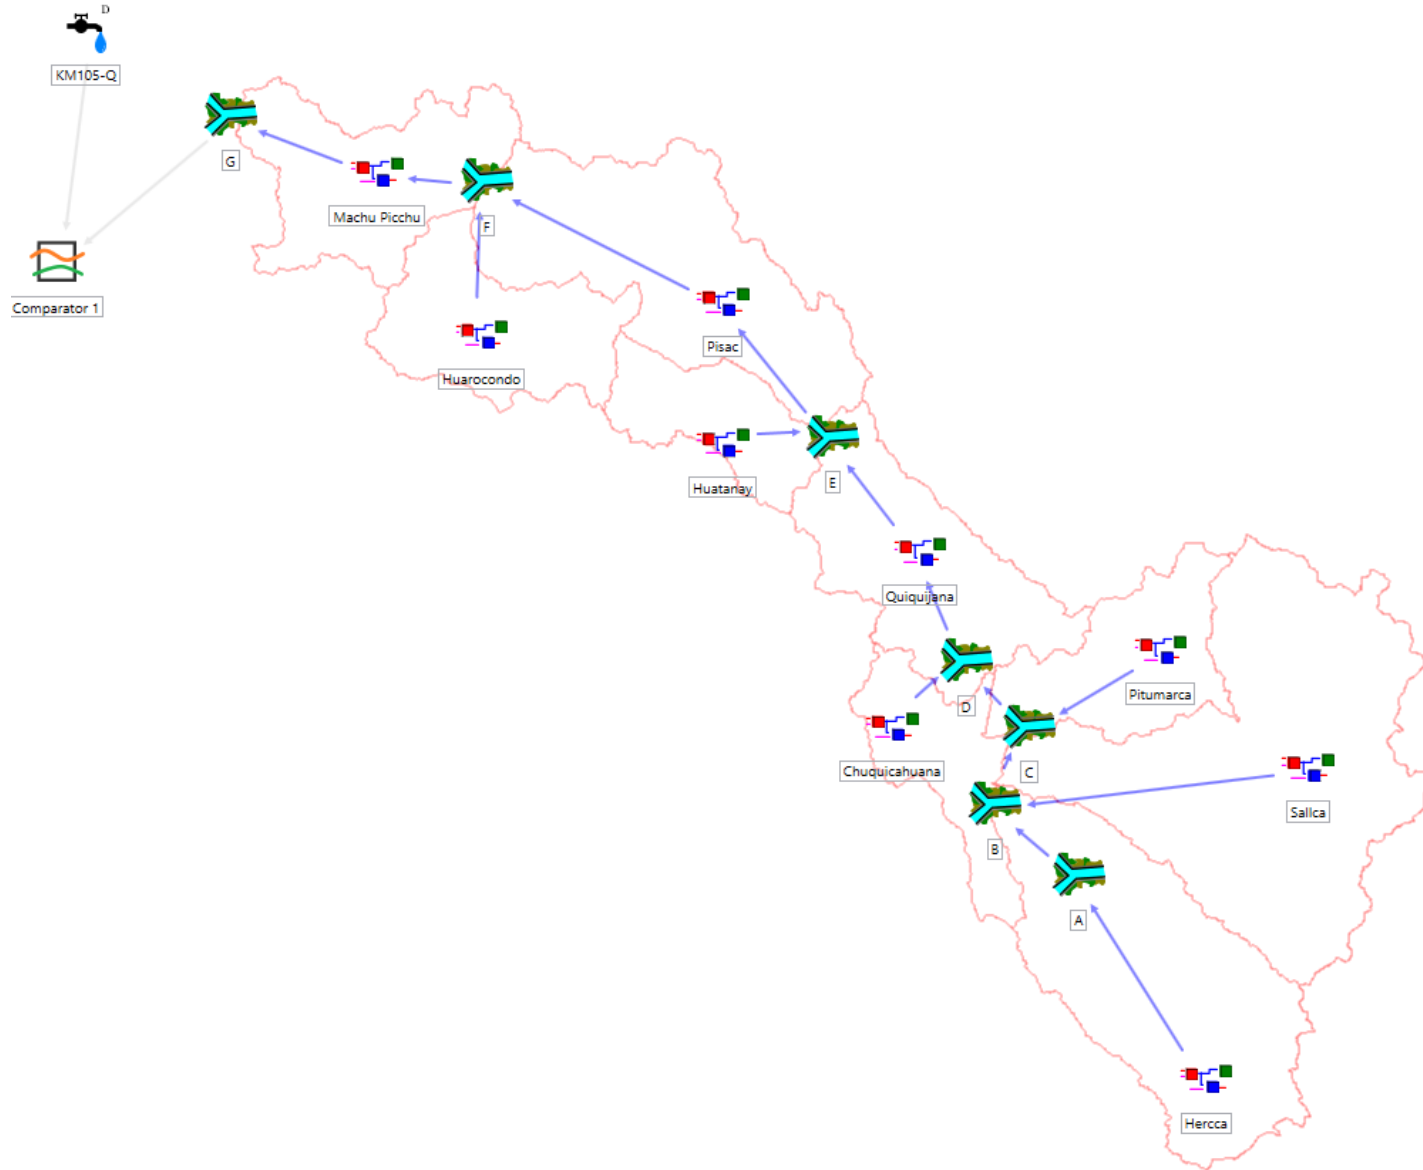 D
KM105-Q
G
Machu Picchu
F
Comparator 1
Pisac
Huarocondo
Huatanay
E
Quiquijana
Pitumarca
D
Chuquicahuana
C
Sallca
B
A
Hercca